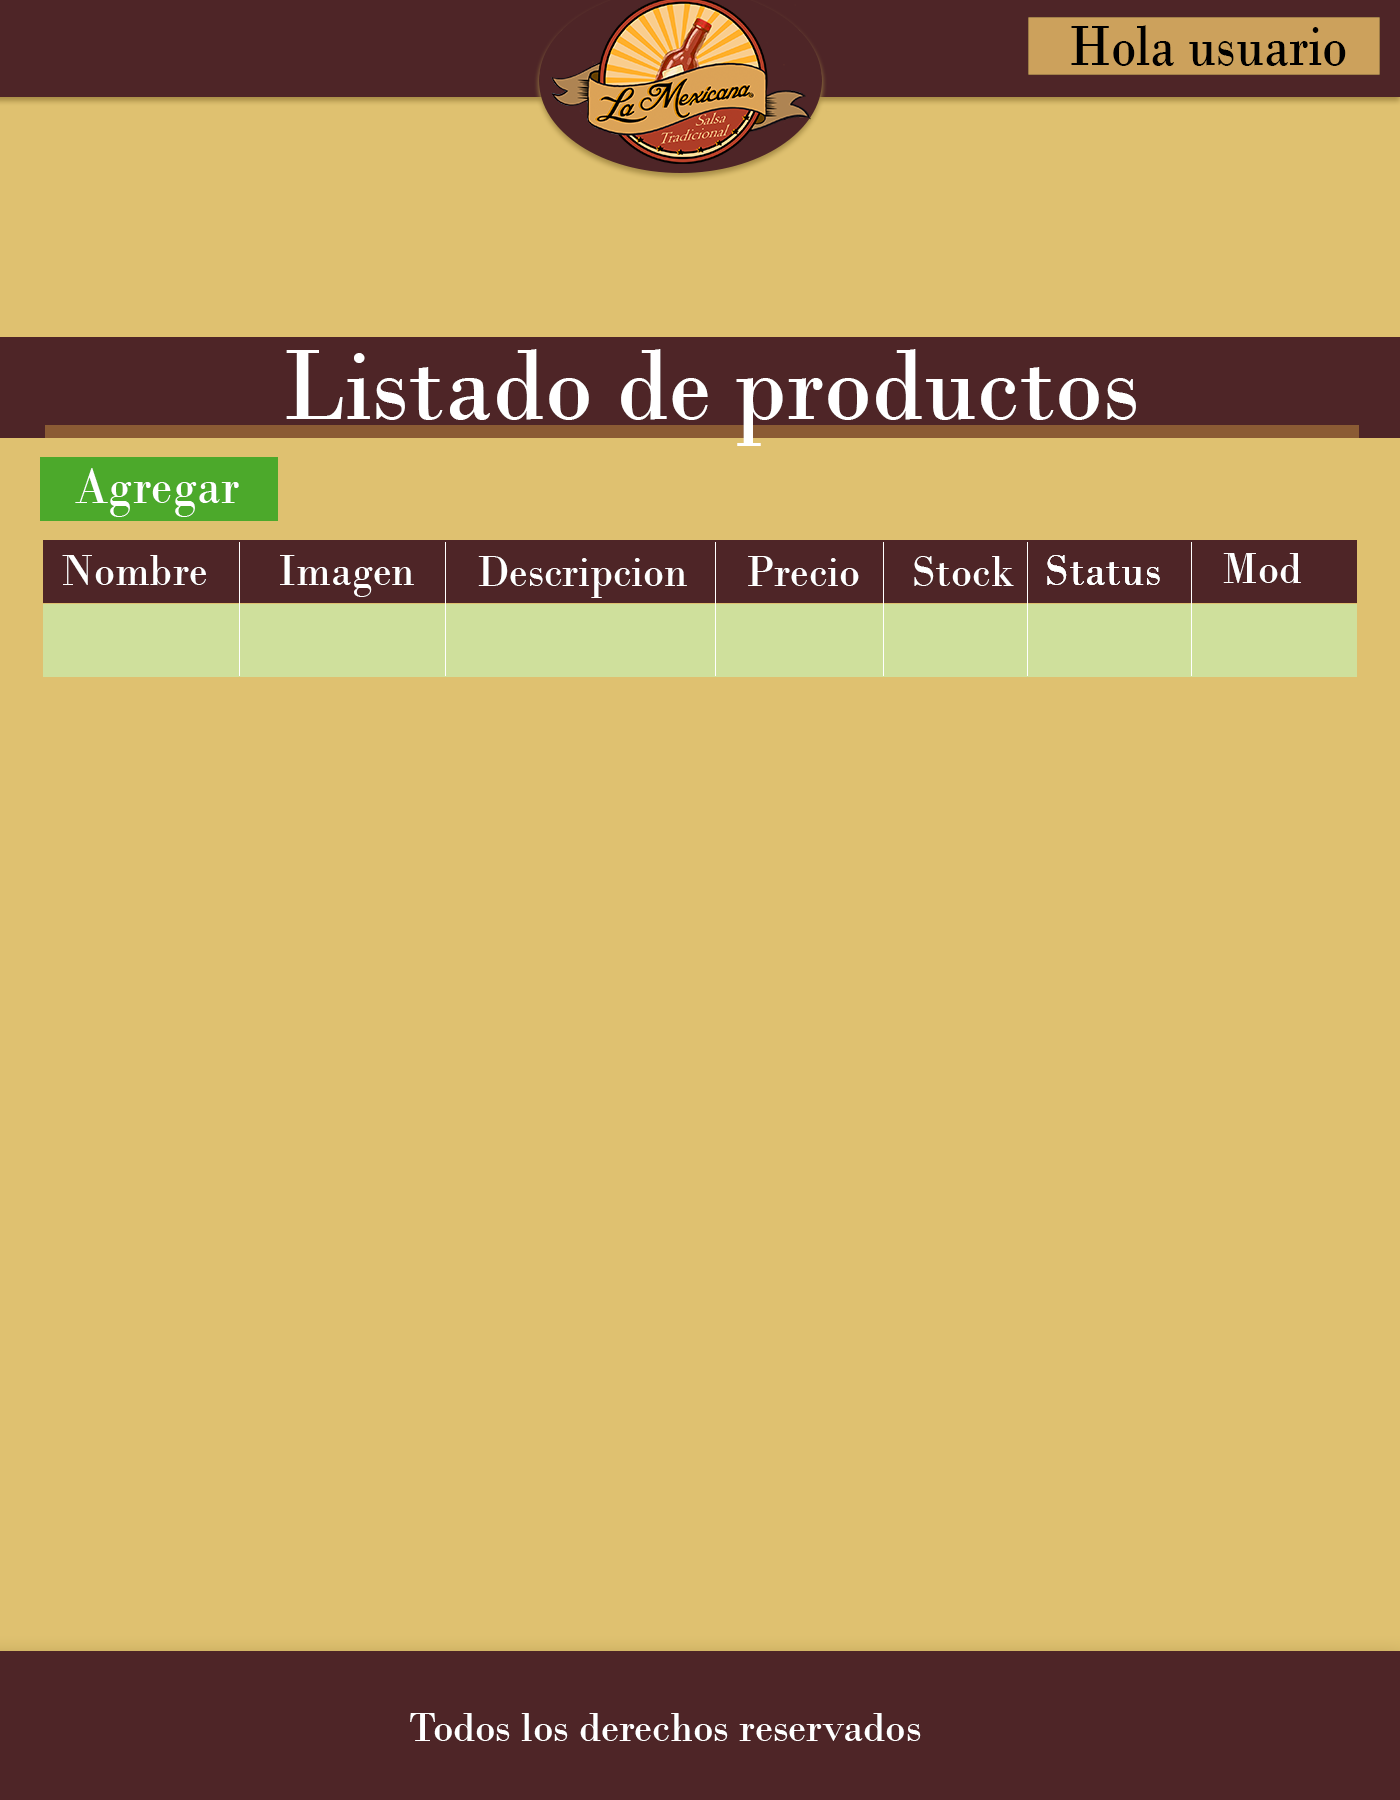 La Mexicana
Salsa
Tradicional
Hola usuario
Listado de productos
Agregar
Nombre Imagen Descripcion Precio Stock Status Mod
Todos los derechos reservados